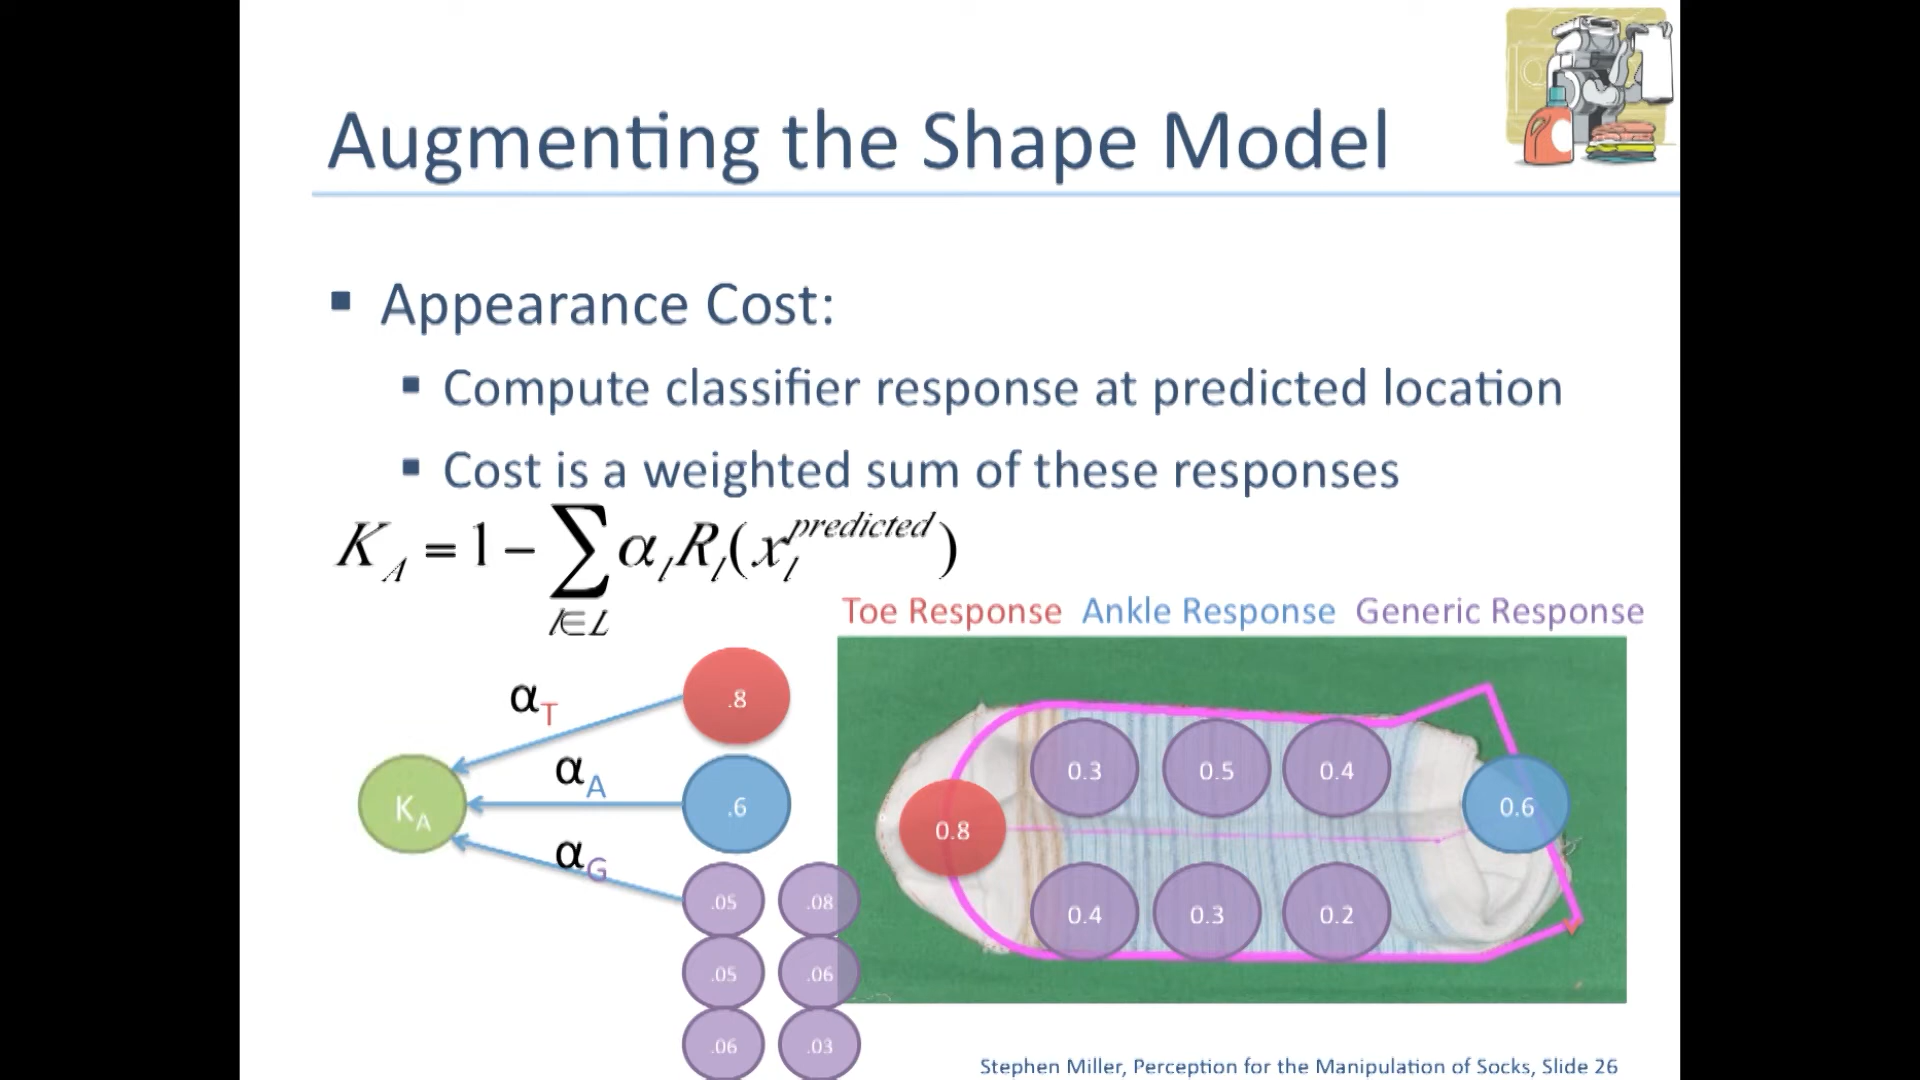 Augmenting the Shape Model
Appearance Cost:
Compute classifier response at predicted location
Cost is a weighted sum of these responses
K_A = 1 − ∑_{l∈L} α_l R_l(x_l^{predicted})
Toe Response Ankle Response Generic Response
α_T
.8
α_A
K_A
.6
α_G
.05 .08
.05 .06
.06 .03
0.3 0.5 0.4
0.8
0.6
0.4 0.3 0.2
Stephen Miller, Perception for the Manipulation of Socks, Slide 26